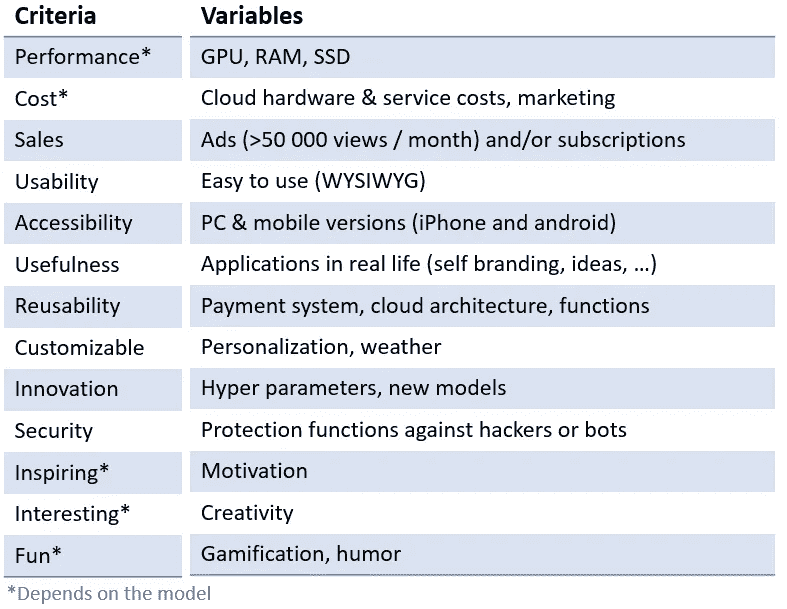 Criteria Variables
Performance* GPU, RAM, SSD
Cost* Cloud hardware & service costs, marketing
Sales Ads (>50 000 views / month) and/or subscriptions
Usability Easy to use (WYSIWYG)
Accessibility PC & mobile versions (iPhone and android)
Usefulness Applications in real life (self branding, ideas, ...)
Reusability Payment system, cloud architecture, functions
Customizable Personalization, weather
Innovation Hyper parameters, new models
Security Protection functions against hackers or bots
Inspiring* Motivation
Interesting* Creativity
Fun* Gamification, humor
*Depends on the model